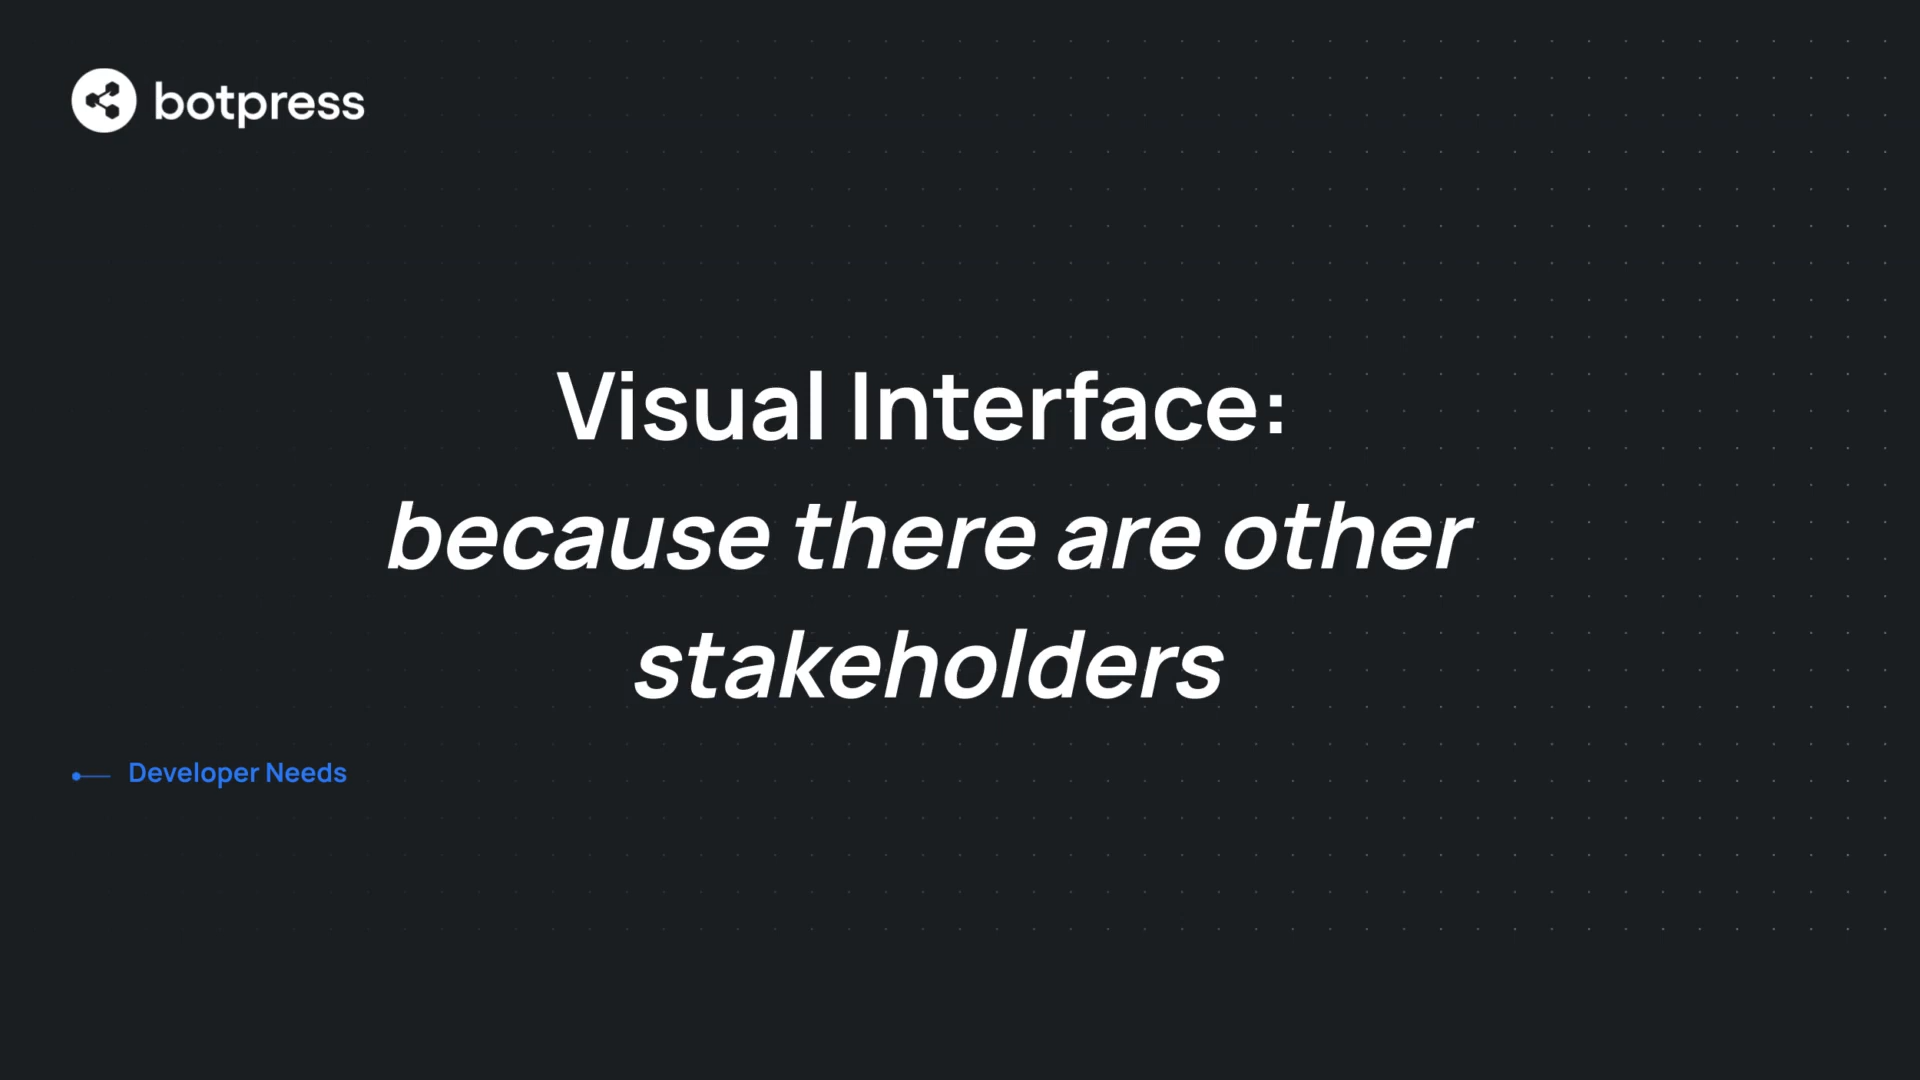 botpress
Visual Interface:
because there are other
stakeholders
Developer Needs